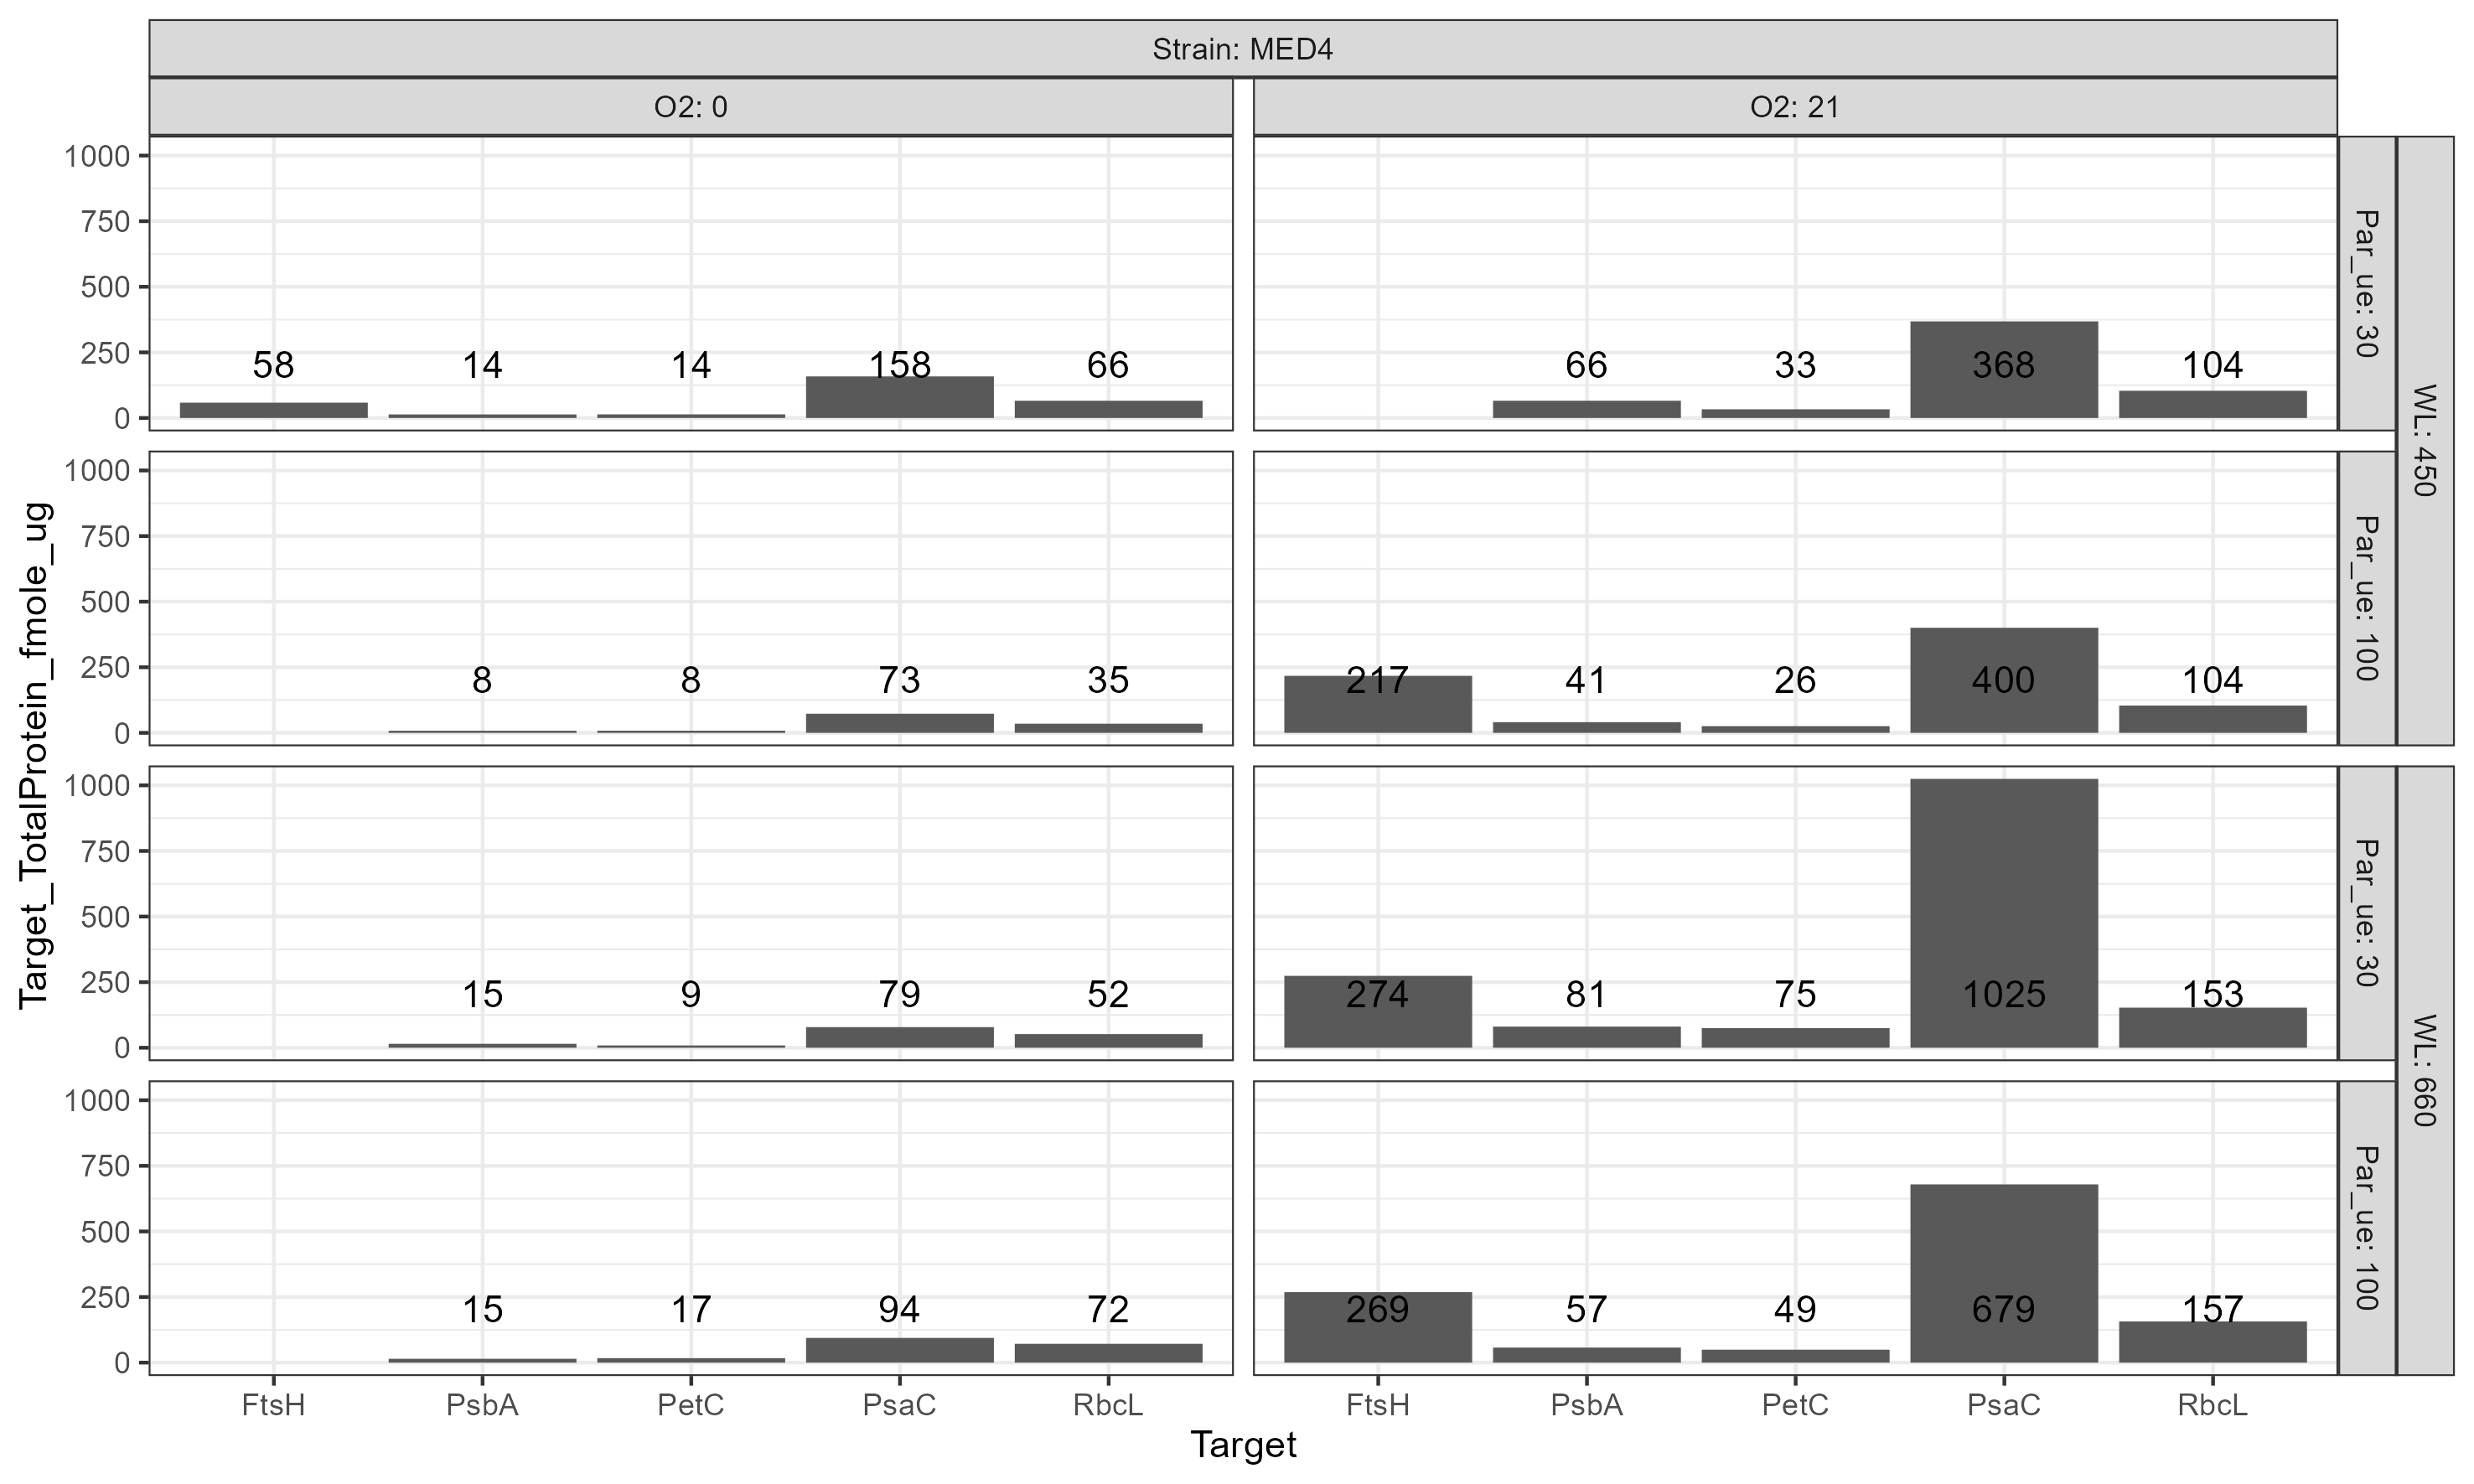 Strain: MED4
O2: 0
O2: 21
Target_TotalProtein_fmole_ug
1000
750
500
250
0
58
14
14
158
66
66
33
368
104
Par_ue: 30
WL: 450
1000
750
500
250
0
8
8
73
35
217
41
26
400
104
Par_ue: 100
1000
750
500
250
0
15
9
79
52
274
81
75
1025
153
Par_ue: 30
WL: 660
1000
750
500
250
0
15
17
94
72
269
57
49
679
157
Par_ue: 100
FtsH
PsbA
PetC
PsaC
RbcL
FtsH
PsbA
PetC
PsaC
RbcL
Target